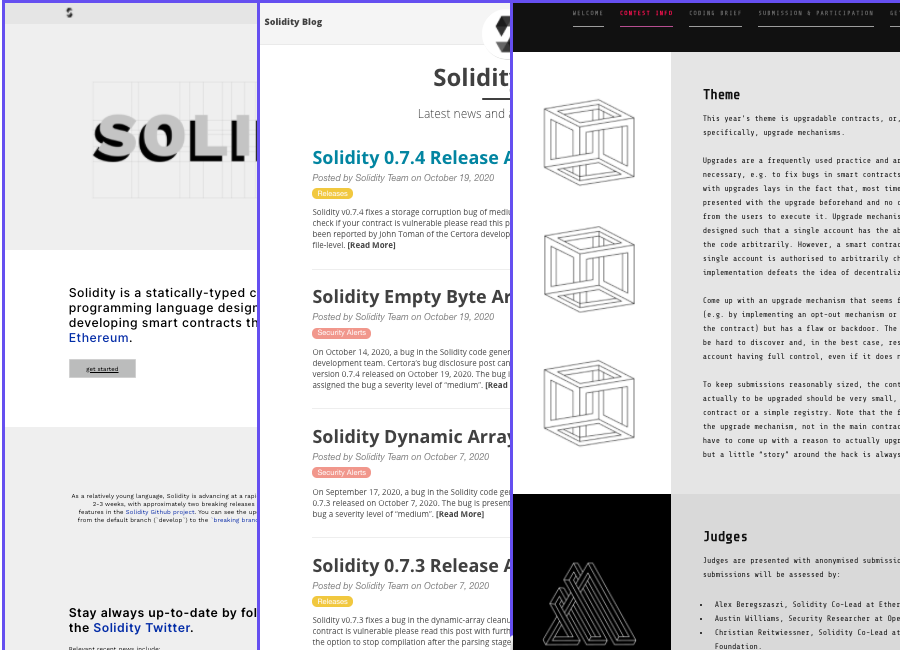 SOLI
Solidity is a statically-typed c
programming language design
developing smart contracts th
Ethereum.
get started
As a relatively young language, Solidity is advancing at a rapi
2-3 weeks, with approximately two breaking releases
features in the Solidity Github project. You can see the up
from the default branch (`develop`) to the `breaking branc
Stay always up-to-date by fol
the Solidity Twitter.
Relevant recent news include:
Solidity Blog
Solidit
Latest news and a
Solidity 0.7.4 Release A
Posted by Solidity Team on October 19, 2020
Releases
Solidity v0.7.4 fixes a storage corruption bug of mediu
check if your contract is vulnerable please read this p
been reported by John Toman of the Certora develop
file-level. [Read More]
Solidity Empty Byte Ar
Posted by Solidity Team on October 19, 2020
Security Alerts
On October 14, 2020, a bug in the Solidity code gener
development team. Certora's bug disclosure post can
version 0.7.4 released on October 19, 2020. The bug i
assigned the bug a severity level of "medium". [Read
Solidity Dynamic Array
Posted by Solidity Team on October 7, 2020
Security Alerts
On September 17, 2020, a bug in the Solidity code gen
0.7.3 released on October 7, 2020. The bug is present
bug a severity level of "medium". [Read More]
Solidity 0.7.3 Release A
Posted by Solidity Team on October 7, 2020
Releases
Solidity v0.7.3 fixes a bug in the dynamic-array cleanu
contract is vulnerable please read this post with furth
the option to stop compilation after the parsing stage
WELCOME CONTEST INFO CODING BRIEF SUBMISSION & PARTICIPATION GE
Theme
This year's theme is upgradable contracts, or,
specifically, upgrade mechanisms.
Upgrades are a frequently used practice and ar
necessary, e.g. to fix bugs in smart contracts
with upgrades lays in the fact that, most time
presented with the upgrade beforehand and no c
from the users to execute it. Upgrade mechanis
designed such that a single account has the ab
the code arbitrarily. However, a smart contrac
single account is authorised to arbitrarily ch
implementation defeats the idea of decentraliz
Come up with an upgrade mechanism that seems f
(e.g. by implementing an opt-out mechanism or
the contract) but has a flaw or backdoor. The
be hard to discover and, in the best case, res
account having full control, even if it does n
To keep submissions reasonably sized, the cont
actually to be upgraded should be very small,
contract or a simple registry. Note that the f
the upgrade mechanism, not in the main contrac
have to come up with a reason to actually upgr
but a little "story" around the hack is always
Judges
Judges are presented with anonymised submissio
submissions will be assessed by:
• Alex Beregszaszi, Solidity Co-Lead at Ether
• Austin Williams, Security Researcher at Ope
• Christian Reitwiessner, Solidity Co-Lead at
Foundation.